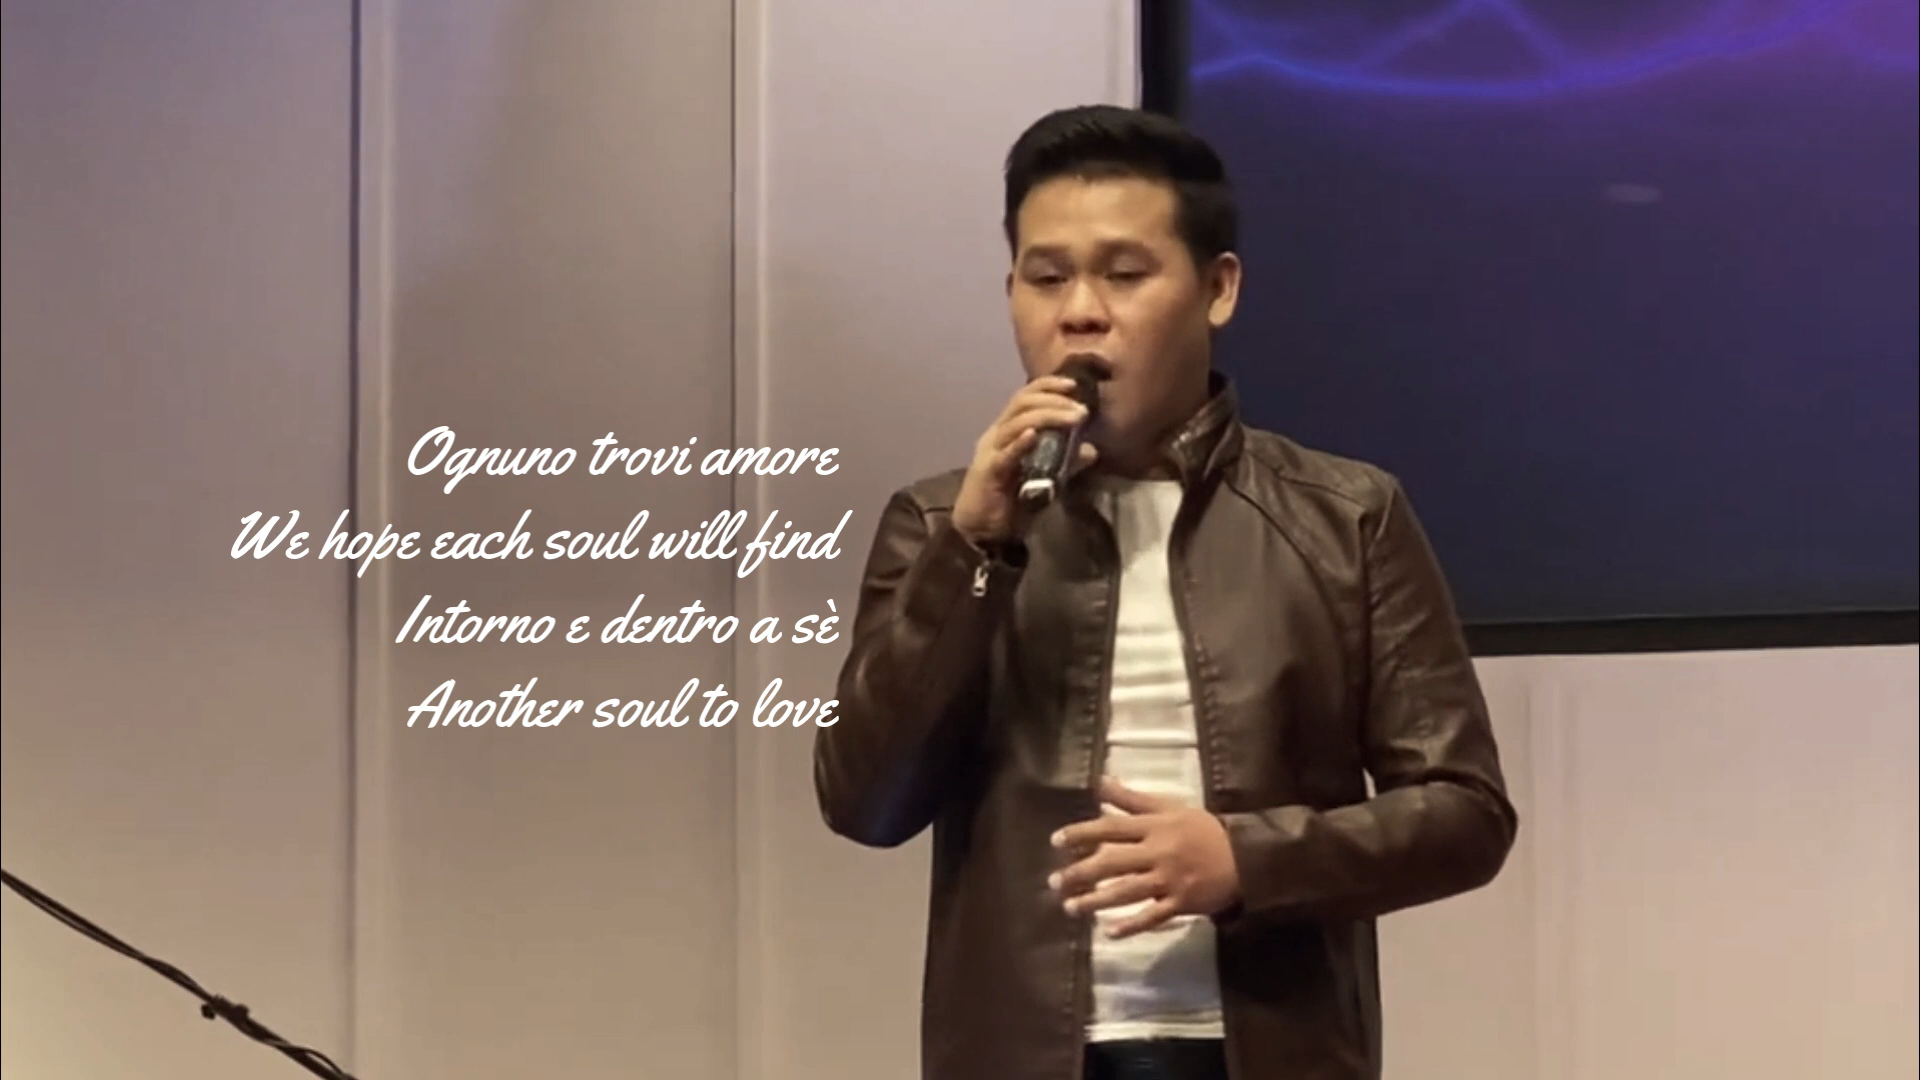 Ognuno trovi amore
We hope each soul will find
Intorno e dentro a sè
Another soul to love